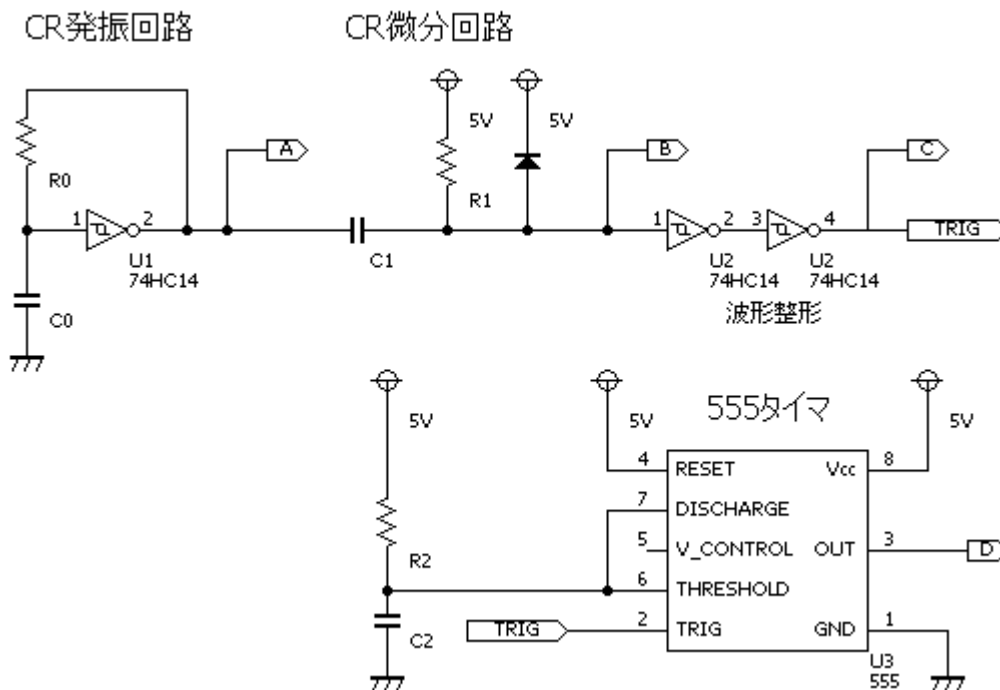 CR発振回路
CR微分回路
5V
5V
A
B
C
R0
R1
1
2
1
2
3
4
TRIG
U1
74HC14
C1
U2
74HC14
U2
74HC14
波形整形
C0
5V
5V
555タイマ
5V
4
RESET
Vcc
8
7
DISCHARGE
5
V_CONTROL
OUT
3
D
R2
6
THRESHOLD
C2
TRIG
2
TRIG
GND
1
U3
555